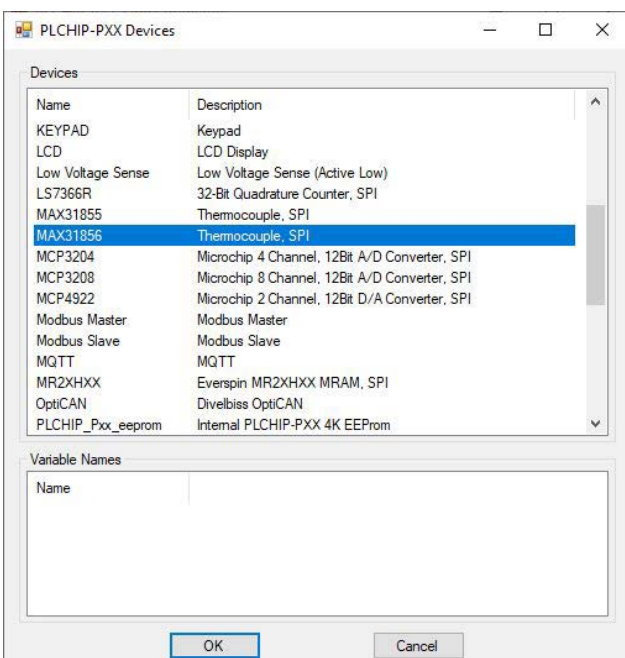 PLCHIP-PXX Devices
Devices
Name Description
KEYPAD Keypad
LCD LCD Display
Low Voltage Sense Low Voltage Sense (Active Low)
LS7366R 32-Bit Quadrature Counter, SPI
MAX31855 Thermocouple, SPI
MAX31856 Thermocouple, SPI
MCP3204 Microchip 4 Channel, 12Bit A/D Converter, SPI
MCP3208 Microchip 8 Channel, 12Bit A/D Converter, SPI
MCP4922 Microchip 2 Channel, 12Bit D/A Converter, SPI
Modbus Master Modbus Master
Modbus Slave Modbus Slave
MQTT MQTT
MR2XHXX Everspin MR2XHXX MRAM, SPI
OptiCAN Divelbiss OptiCAN
PLCHIP_Pxx_eeprom Internal PLCHIP-PXX 4K EEProm
Variable Names
Name
OK Cancel